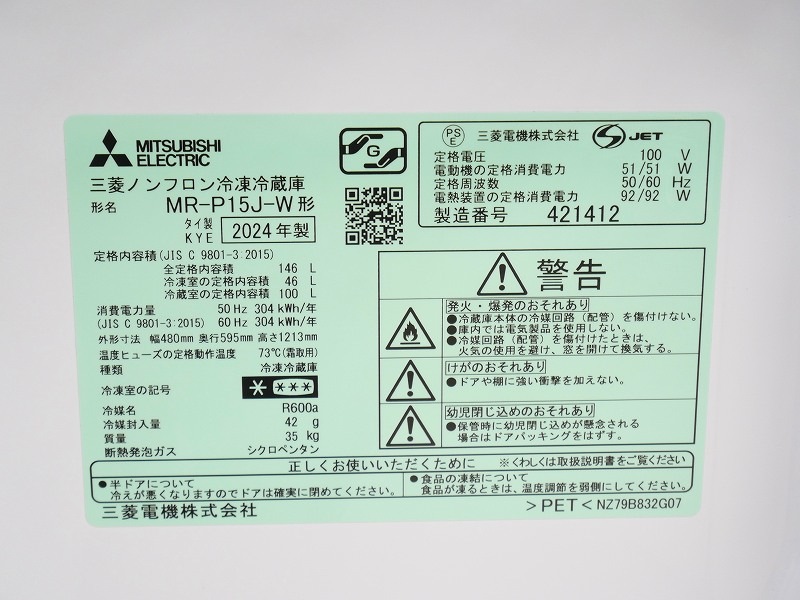 MITSUBISHI
ELECTRIC
G
三菱ノンフロン冷凍冷蔵庫
形名 MR-P15J-W形
タイ製
KYE 2024年製
定格内容積(JIS C 9801-3:2015)
全定格内容積 146 L
冷凍室の定格内容積 46 L
冷蔵室の定格内容積 100 L
消費電力量 50 Hz 304 kWh/年
(JIS C 9801-3:2015) 60 Hz 304 kWh/年
外形寸法 幅480mm 奥行595mm 高さ1213mm
温度ヒューズの定格動作温度 73℃(霜取用)
種類 冷凍冷蔵庫
冷凍室の記号
冷媒名 R600a
冷媒封入量 42 g
質量 35 kg
断熱発泡ガス シクロペンタン
PS
E
三菱電機株式会社 JET
定格電圧 100 V
電動機の定格消費電力 51/51 W
定格周波数 50/60 Hz
電熱装置の定格消費電力 92/92 W
製造番号 421412
警告
発火・爆発のおそれあり
●冷蔵庫本体の冷媒回路(配管)を傷付けない。
●庫内では電気製品を使用しない。
●冷媒回路(配管)を傷付けたときは、
火気の使用を避け、窓を開けて換気する。
けがのおそれあり
●ドアや棚に強い衝撃を加えない。
幼児閉じ込めのおそれあり
●保管時に幼児閉じ込めが懸念される
場合はドアパッキングをはずす。
正しくお使いいただくために ※くわしくは取扱説明書をご覧ください
●半ドアについて
冷えが悪くなりますのでドアは確実に閉めてください。
●食品の凍結について
食品が凍るときは、温度調節を弱側にしてください。
三菱電機株式会社
>PET< NZ79B832G07